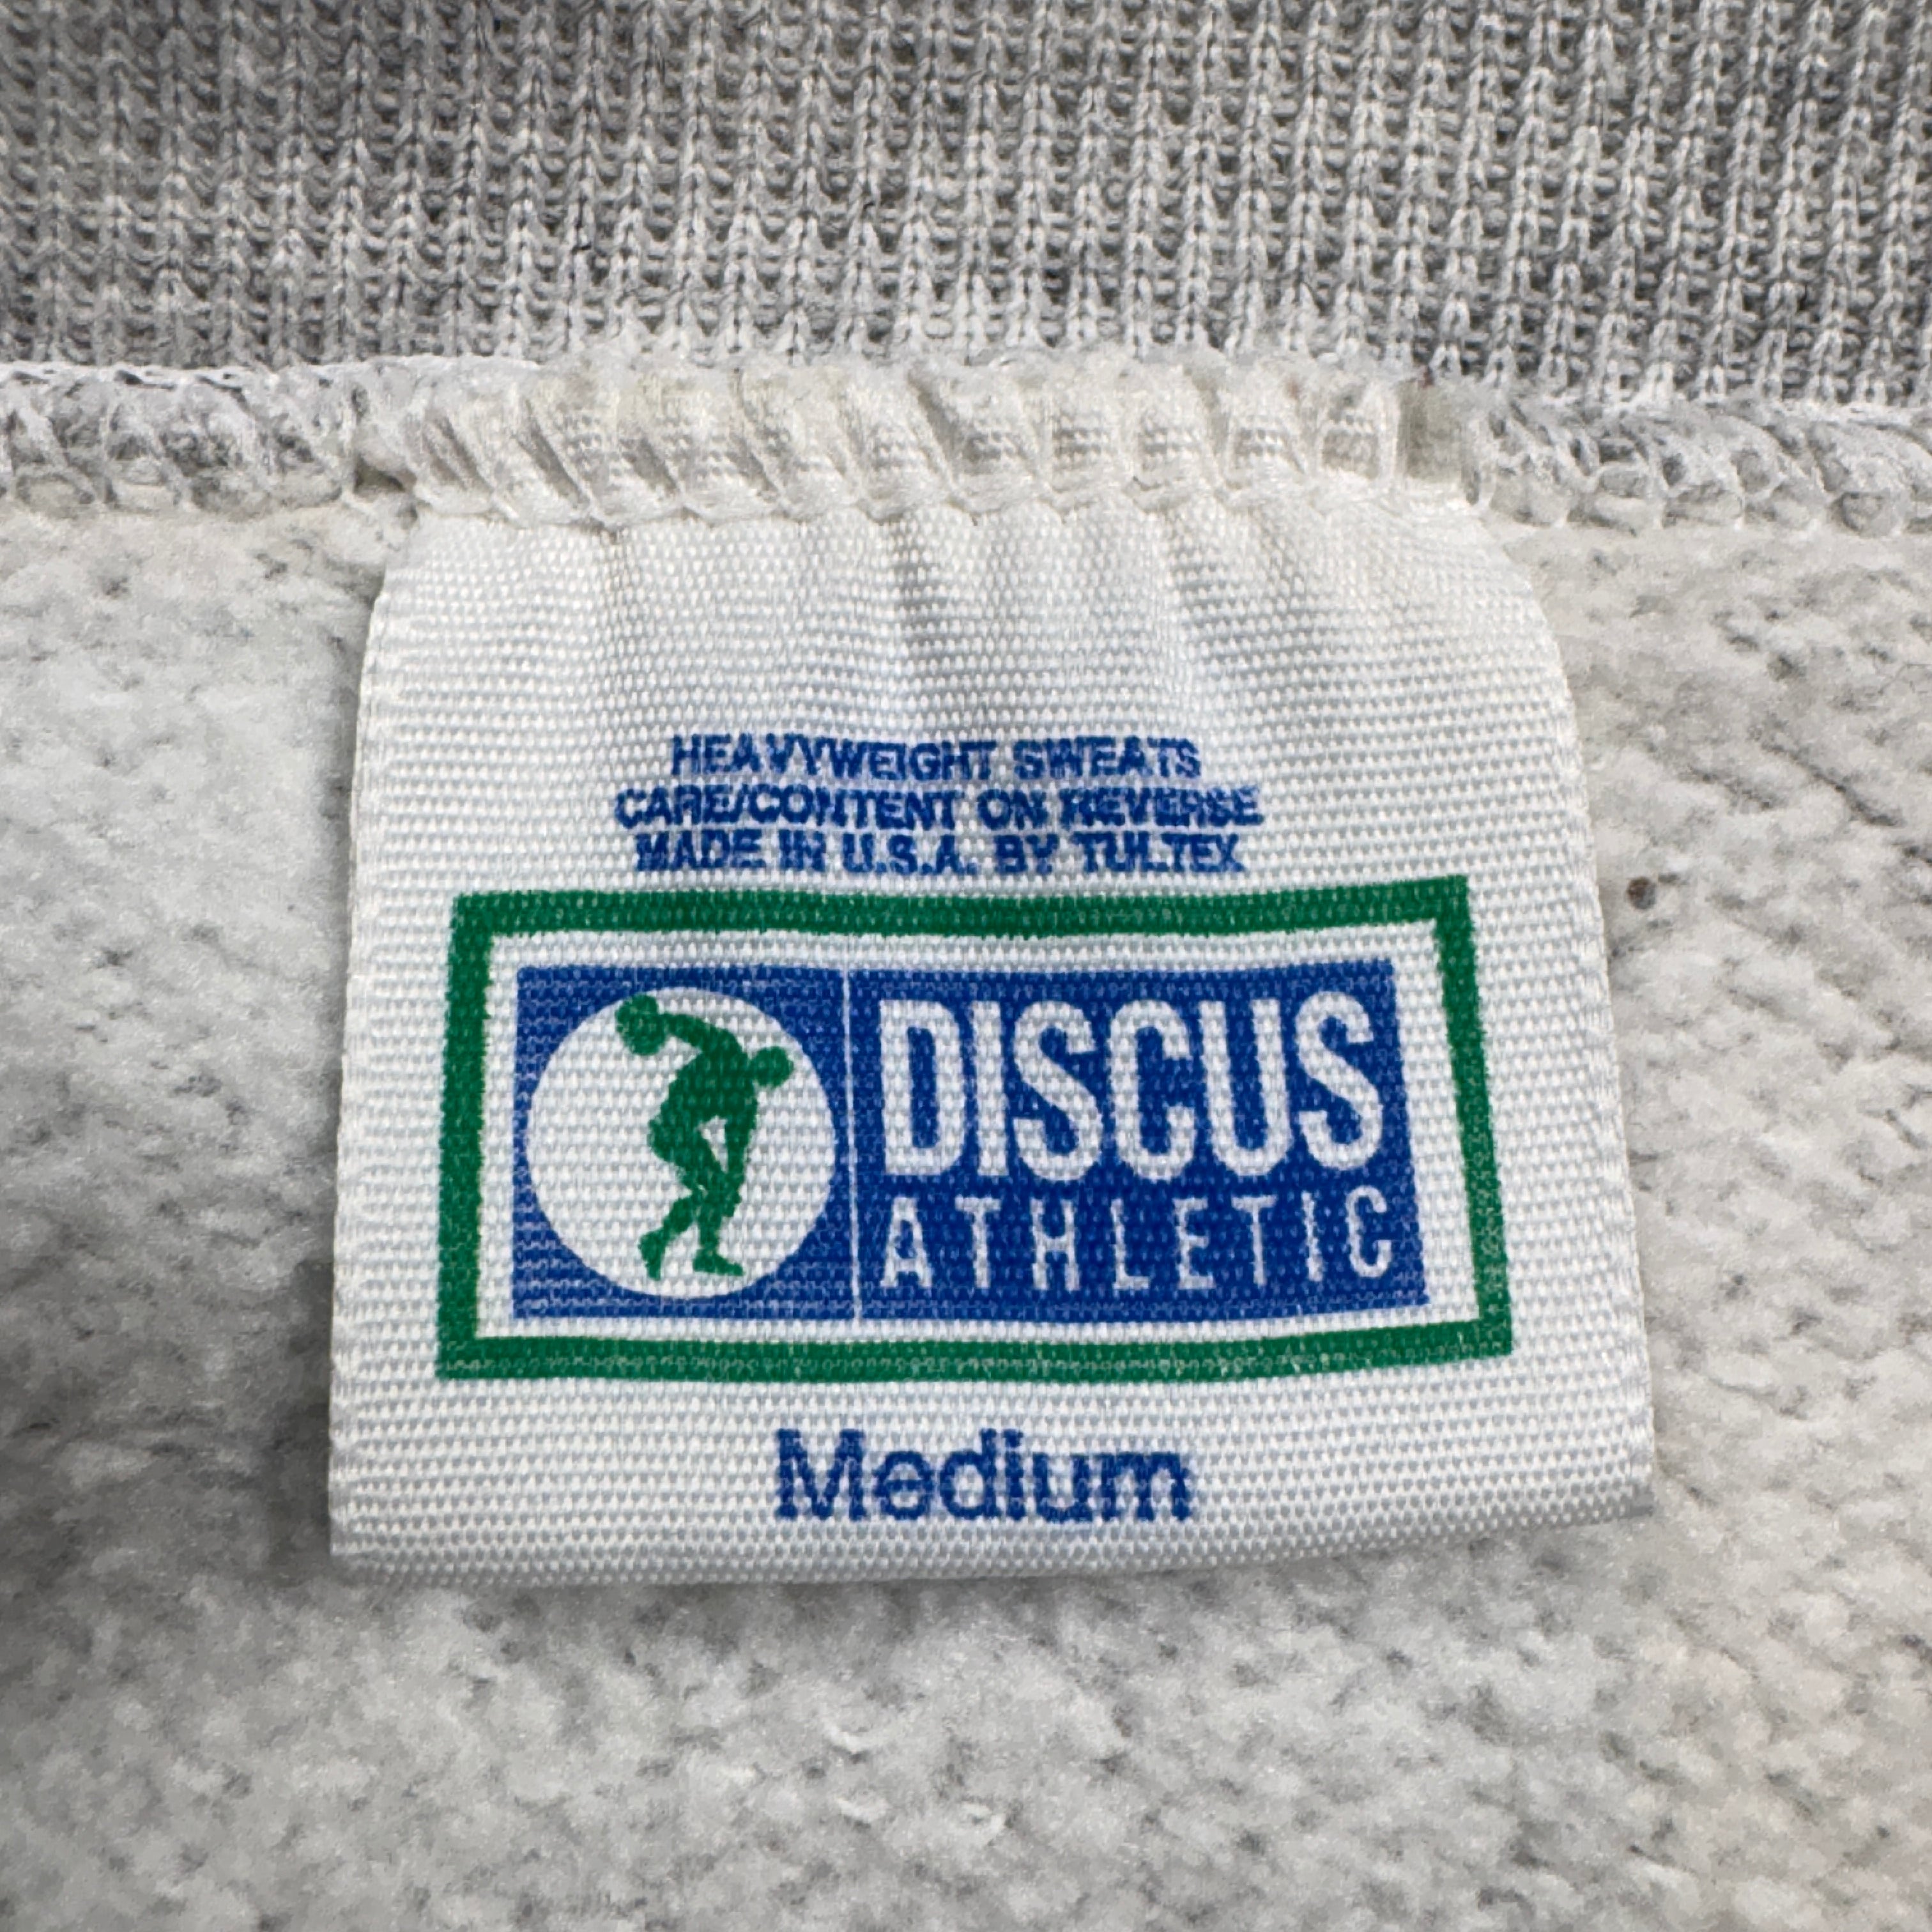 HEAVYWEIGHT SWEATS
CARE/CONTENT ON REVERSE
MADE IN U.S.A. BY TULTEX
DISCUS
ATHLETIC
Medium